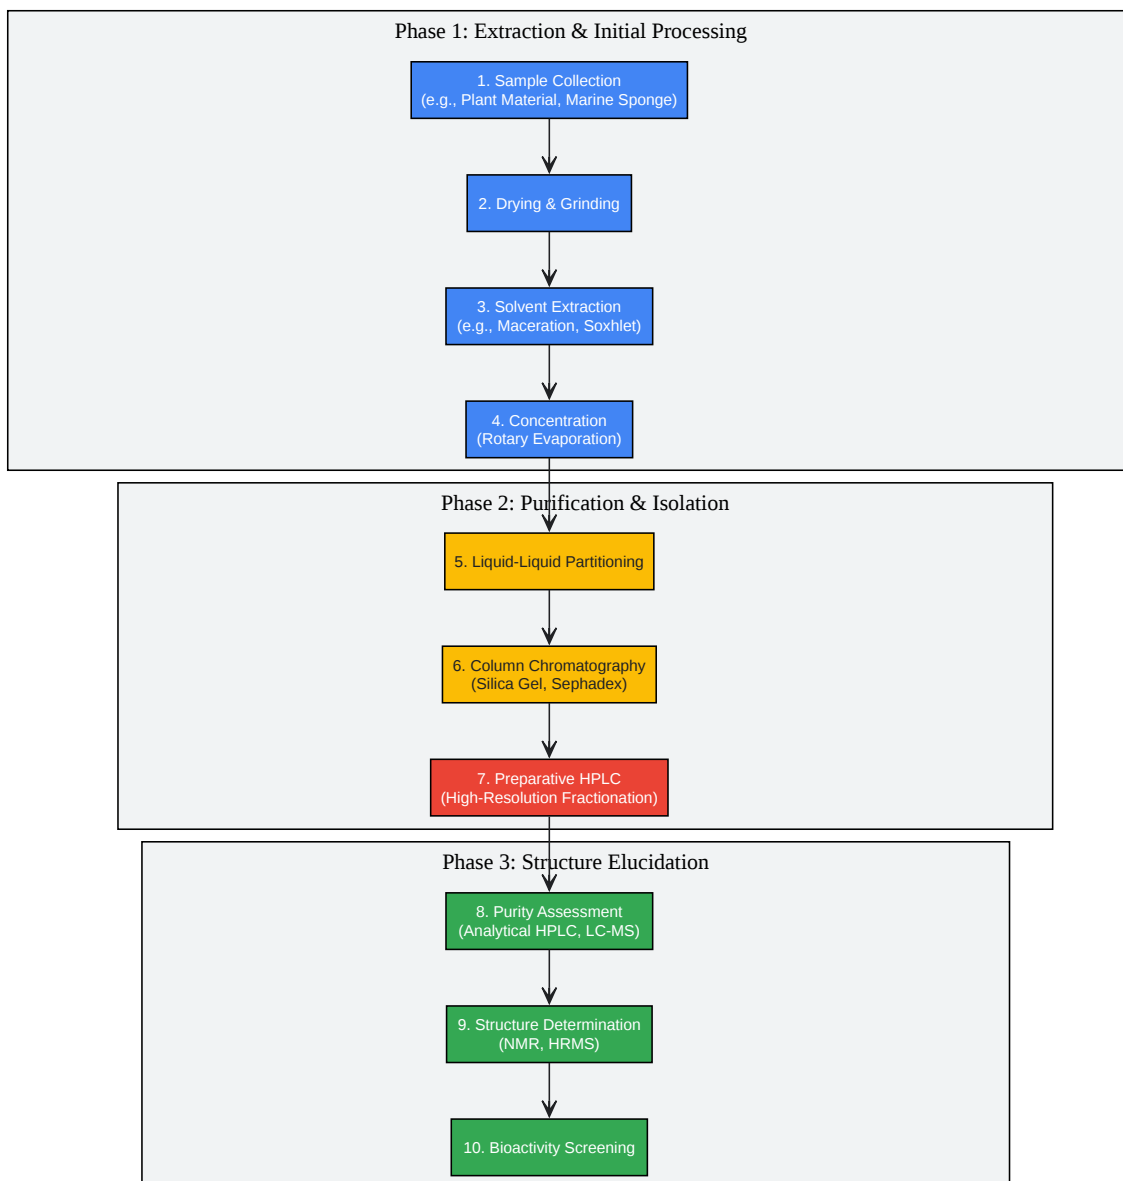 Phase 1: Extraction & Initial Processing
1. Sample Collection
(e.g., Plant Material, Marine Sponge)
2. Drying & Grinding
3. Solvent Extraction
(e.g., Maceration, Soxhlet)
4. Concentration
(Rotary Evaporation)
Phase 2: Purification & Isolation
5. Liquid-Liquid Partitioning
6. Column Chromatography
(Silica Gel, Sephadex)
7. Preparative HPLC
(High-Resolution Fractionation)
Phase 3: Structure Elucidation
8. Purity Assessment
(Analytical HPLC, LC-MS)
9. Structure Determination
(NMR, HRMS)
10. Bioactivity Screening